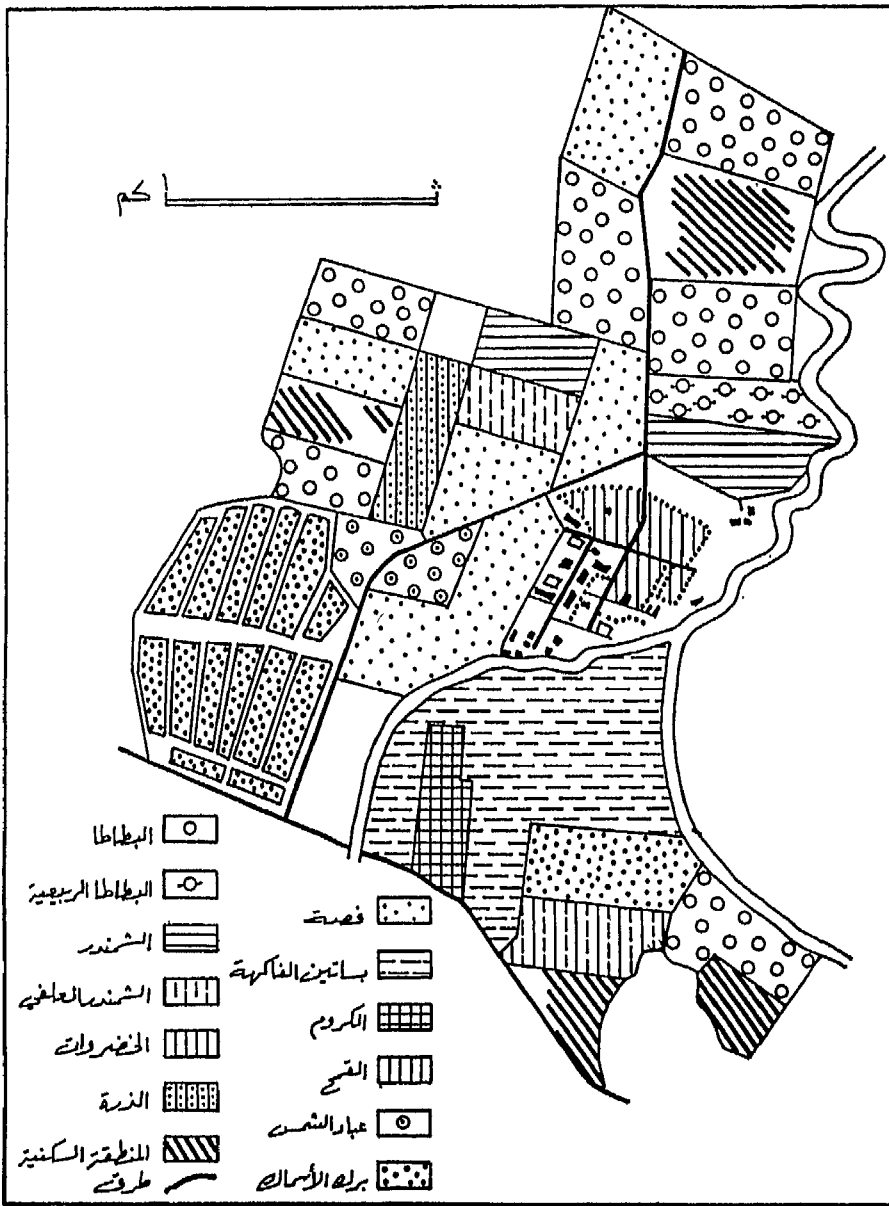 كم
البطاطا
البطاطا الربيعية
الشمندر
الشمندر العلفي
الخضروات
الذرة
المنطقة السكنية
طرق
فصة
بساتين الفاكهة
الكروم
القمح
عباد الشمس
برك الأسماك